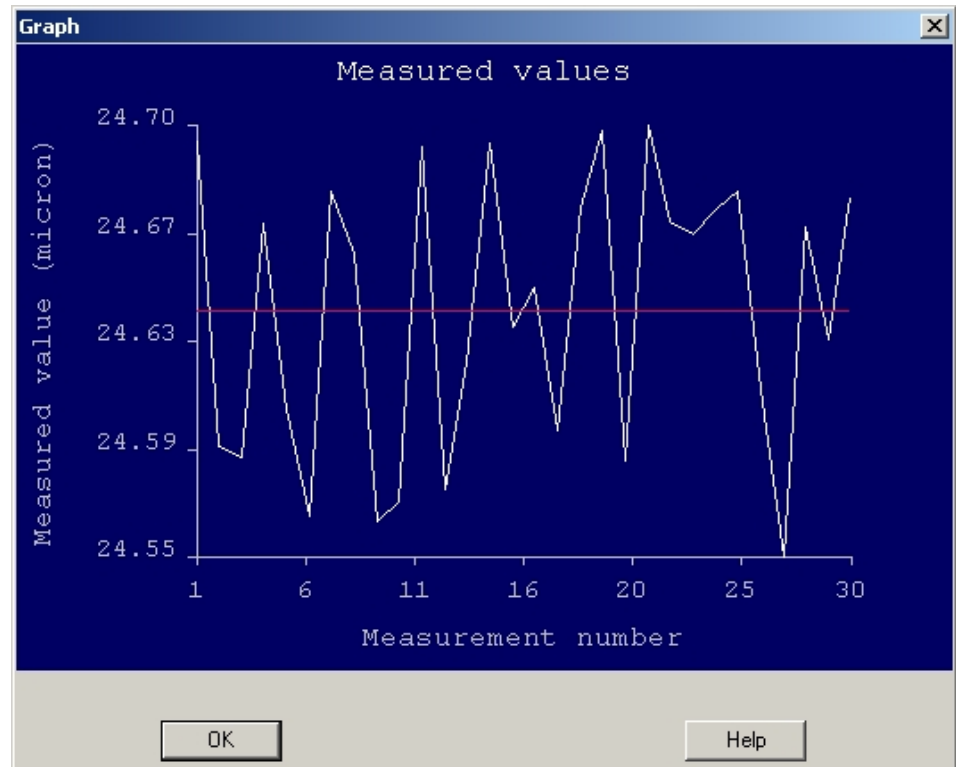 Graph
Measured values
Measured value (micron)
24.70
24.67
24.63
24.59
24.55
1 6 11 16 20 25 30
Measurement number
OK Help